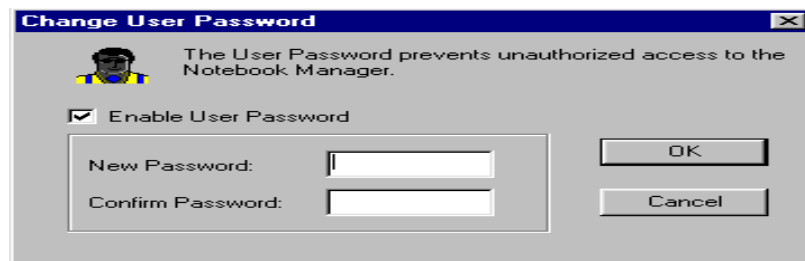 Change User Password
The User Password prevents unauthorized access to the
Notebook Manager.
Enable User Password
New Password:
OK
Confirm Password:
Cancel